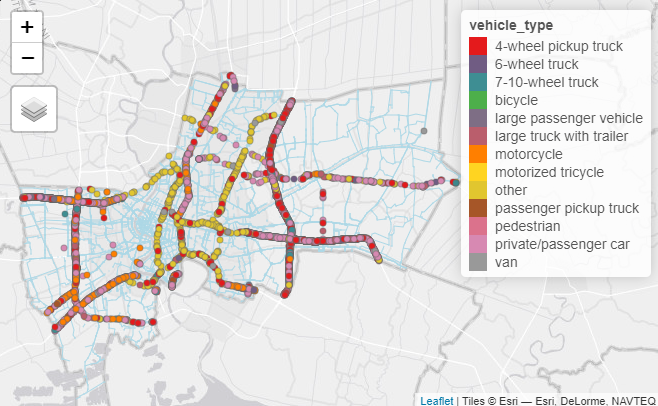 +
−
vehicle_type
4-wheel pickup truck
6-wheel truck
7-10-wheel truck
bicycle
large passenger vehicle
large truck with trailer
motorcycle
motorized tricycle
other
passenger pickup truck
pedestrian
private/passenger car
van
Leaflet | Tiles © Esri — Esri, DeLorme, NAVTEQ